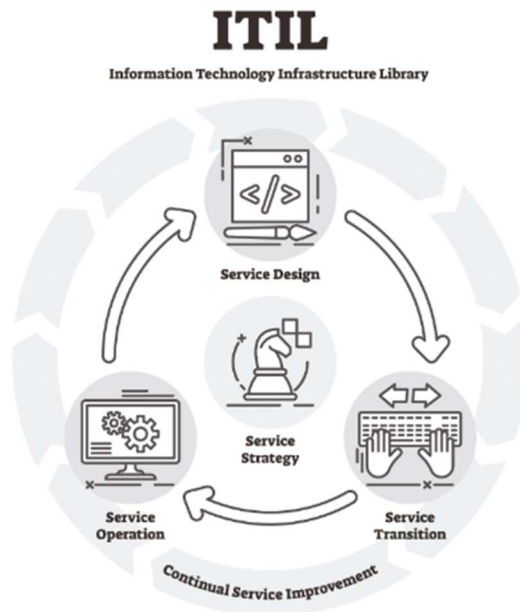 ITIL
Information Technology Infrastructure Library
</>
Service Design
Service
Strategy
Service
Operation
Service
Transition
Continual Service Improvement